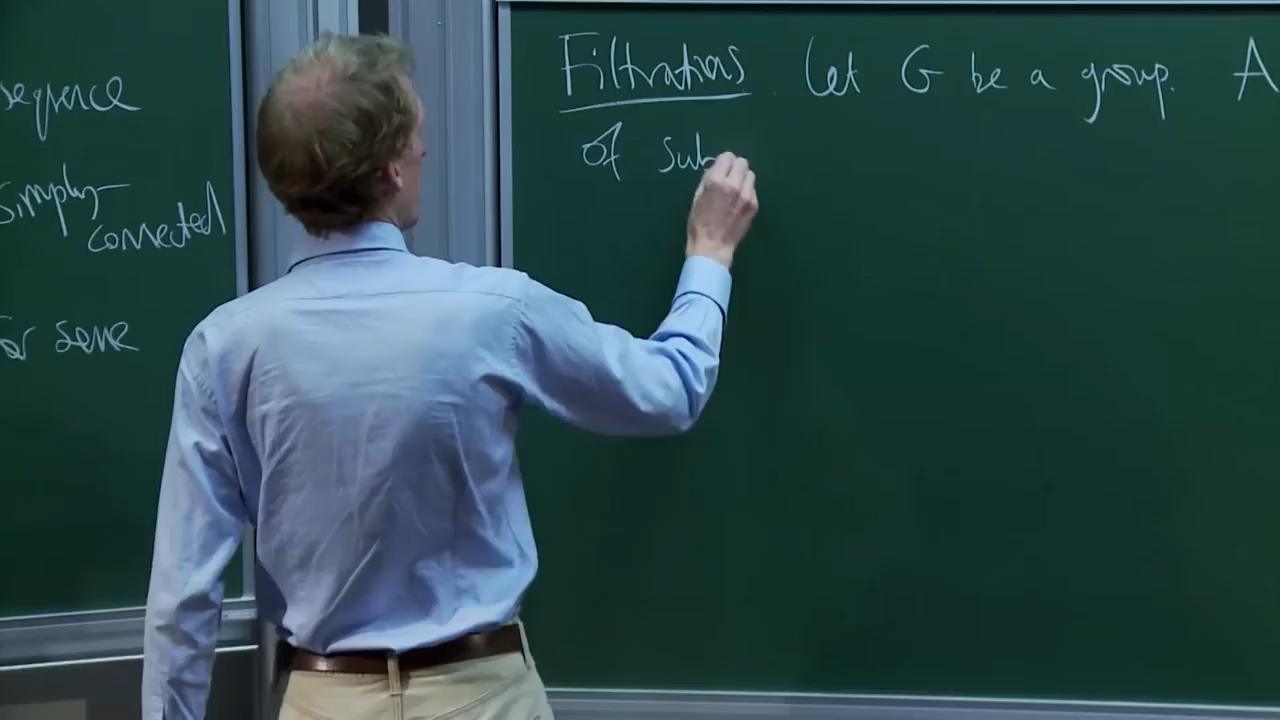 sequence
simply-
connected
for some
Filtrations. Let G be a group. A
of sub